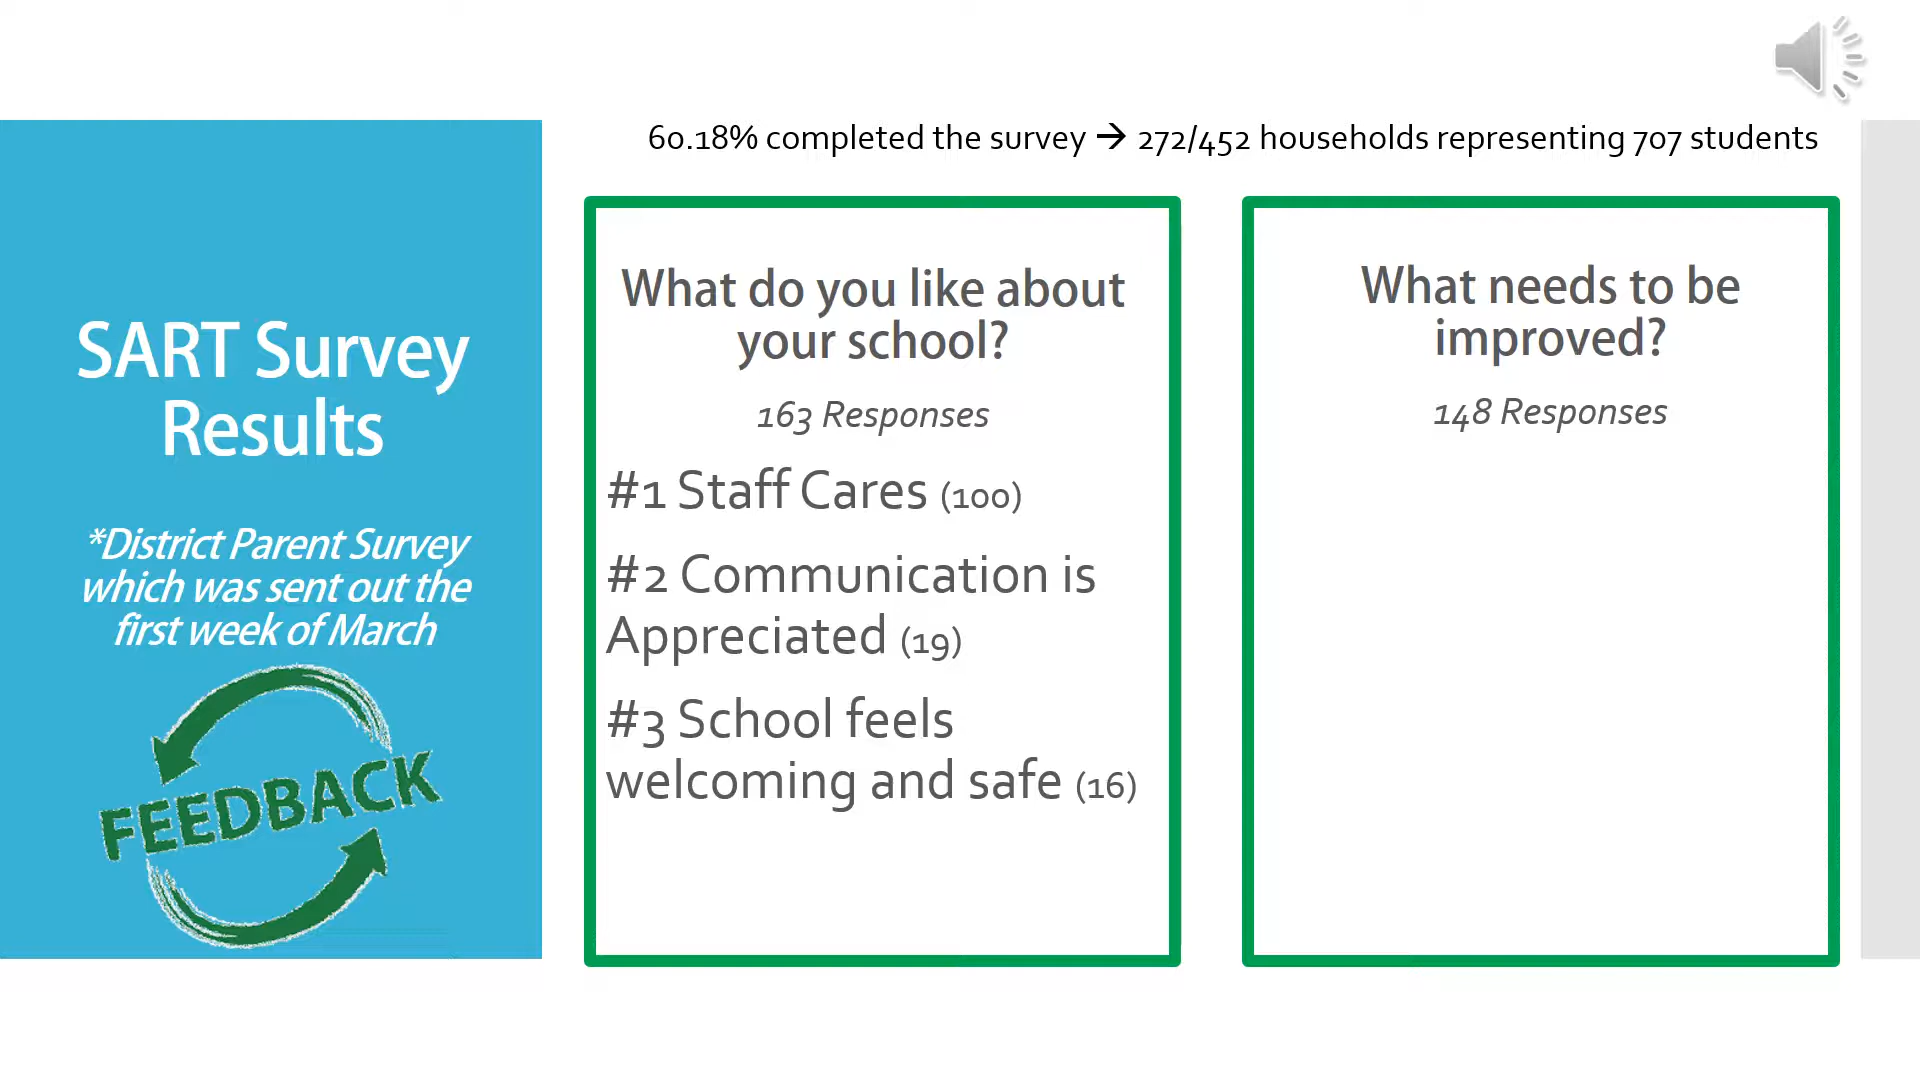 60.18% completed the survey → 272/452 households representing 707 students
SART Survey
Results
*District Parent Survey
which was sent out the
first week of March
FEEDBACK
What do you like about
your school?
163 Responses
#1 Staff Cares (100)
#2 Communication is
Appreciated (19)
#3 School feels
welcoming and safe (16)
What needs to be
improved?
148 Responses